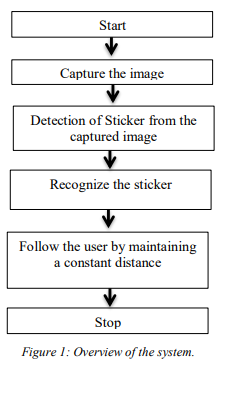 Start
Capture the image
Detection of Sticker from the
captured image
Recognize the sticker
Follow the user by maintaining
a constant distance
Stop
Figure 1: Overview of the system.